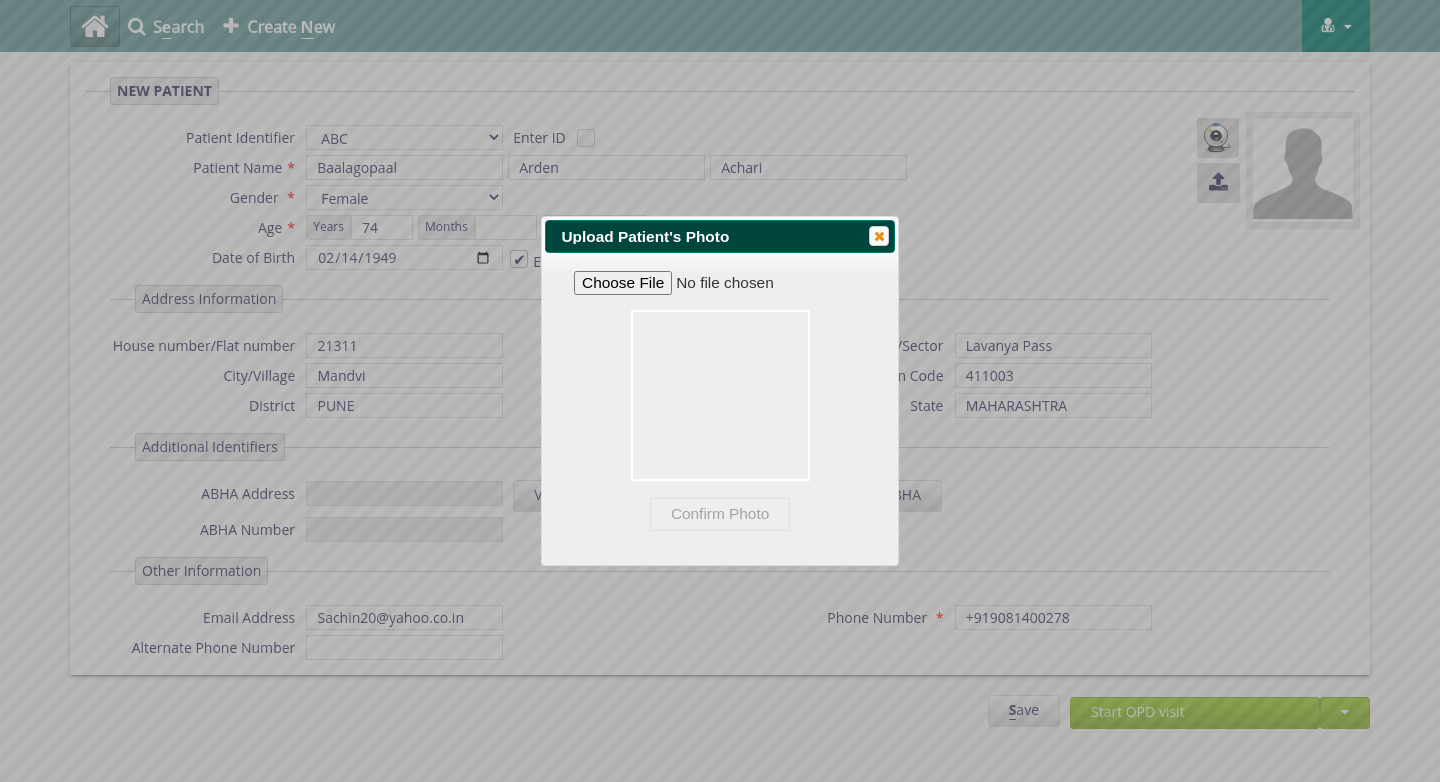 Search Create New
NEW PATIENT
Patient Identifier ABC Enter ID
Patient Name * Baalagopaal Arden Achari
Gender * Female
Age * Years 74 Months
Date of Birth 02/14/1949
Upload Patient's Photo
Choose File No file chosen
Confirm Photo
Address Information
House number/Flat number 21311 /Sector Lavanya Pass
City/Village Mandvi Code 411003
District PUNE State MAHARASHTRA
Additional Identifiers
ABHA Address
ABHA Number
Other Information
Email Address Sachin20@yahoo.co.in Phone Number * +919081400278
Alternate Phone Number
Save Start OPD visit